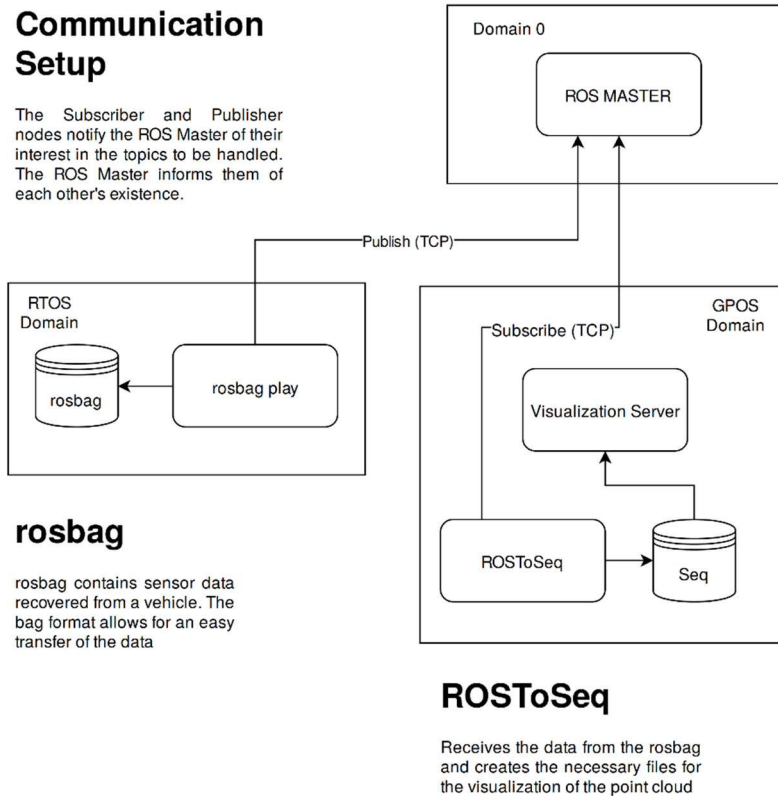 Communication
Setup
The Subscriber and Publisher
nodes notify the ROS Master of their
interest in the topics to be handled.
The ROS Master informs them of
each other's existence.
Domain 0
ROS MASTER
Publish (TCP)
RTOS
Domain
rosbag
rosbag play
GPOS
Domain
Subscribe (TCP)
Visualization Server
ROSToSeq
Seq
rosbag
rosbag contains sensor data
recovered from a vehicle. The
bag format allows for an easy
transfer of the data
ROSToSeq
Receives the data from the rosbag
and creates the necessary files for
the visualization of the point cloud